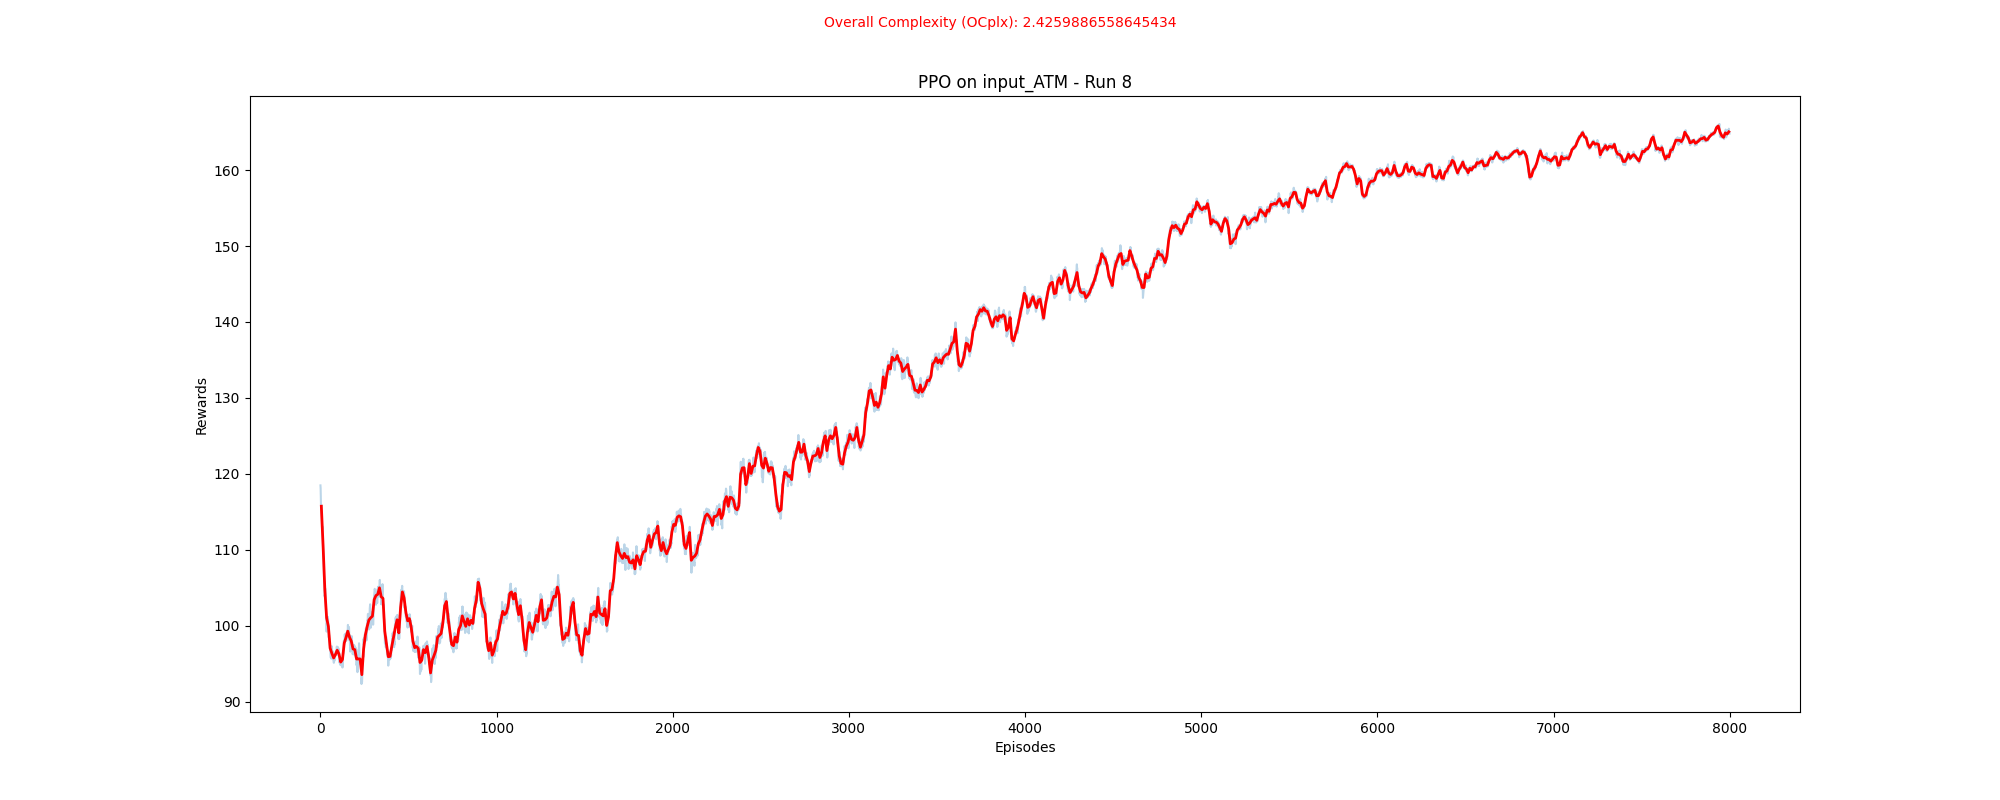 Overall Complexity (OCplx): 2.4259886558645434
PPO on input_ATM - Run 8
Rewards
160
150
140
130
120
110
100
90
0 1000 2000 3000 4000 5000 6000 7000 8000
Episodes